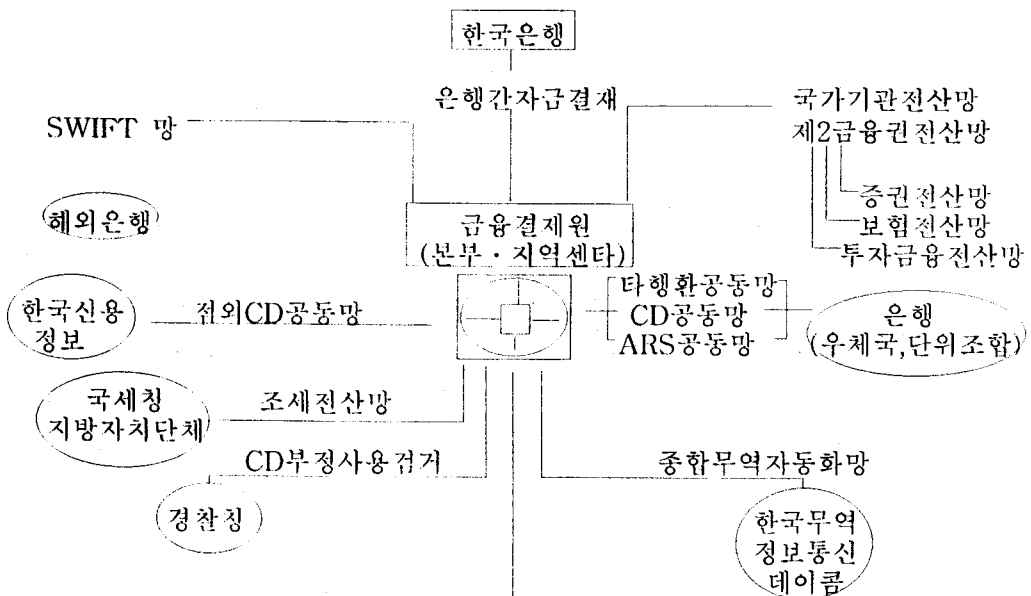 한국은행
은행간자금결재
국가기관전산망
SWIFT 망
제2금융권전산망
증권전산망
해외은행
보험전산망
금융결제원
투자금융전산망
(본부 · 지역센타)
타행환공동망
한국신용
정보
점외CD공동망
CD공동망
은행
ARS공동망
(우체국,단위조합)
국세청
지방자치단체
조세전산망
CD부정사용검거
종합무역자동화망
경찰청
한국무역
정보통신
데이콤